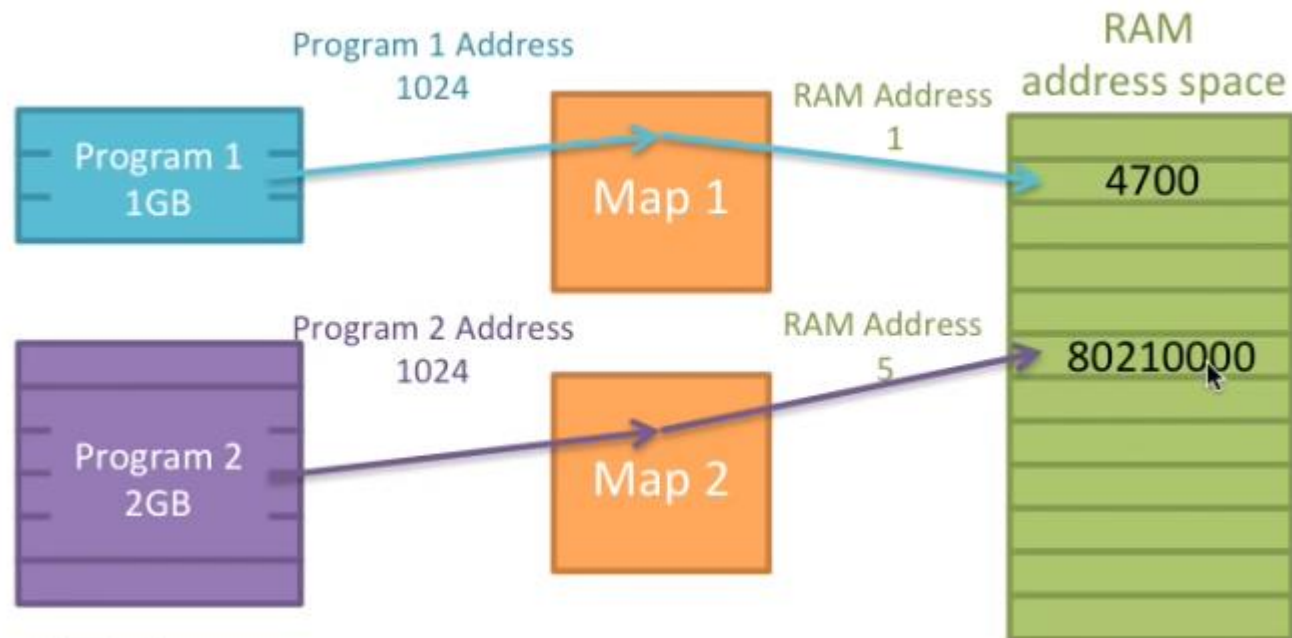 RAM
address space
Program 1 Address
1024
RAM Address
1
Program 1
1GB
Map 1
4700
Program 2 Address
1024
RAM Address
5
80210000
Program 2
2GB
Map 2